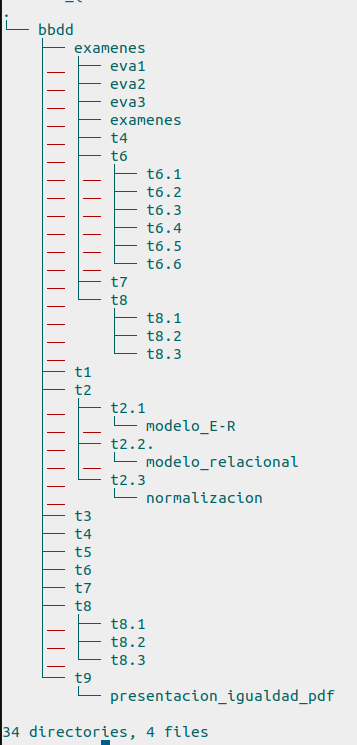 .
└── bbdd
    ├── examenes
    │   ├── eva1
    │   ├── eva2
    │   ├── eva3
    │   ├── examenes
    │   ├── t4
    │   ├── t6
    │   │   ├── t6.1
    │   │   ├── t6.2
    │   │   ├── t6.3
    │   │   ├── t6.4
    │   │   ├── t6.5
    │   │   └── t6.6
    │   ├── t7
    │   └── t8
    │       ├── t8.1
    │       ├── t8.2
    │       └── t8.3
    ├── t1
    ├── t2
    │   ├── t2.1
    │   │   └── modelo_E-R
    │   ├── t2.2.
    │   │   └── modelo_relacional
    │   └── t2.3
    │       └── normalizacion
    ├── t3
    ├── t4
    ├── t5
    ├── t6
    ├── t7
    ├── t8
    │   ├── t8.1
    │   ├── t8.2
    │   └── t8.3
    └── t9
        └── presentacion_igualdad_pdf
34 directories, 4 files